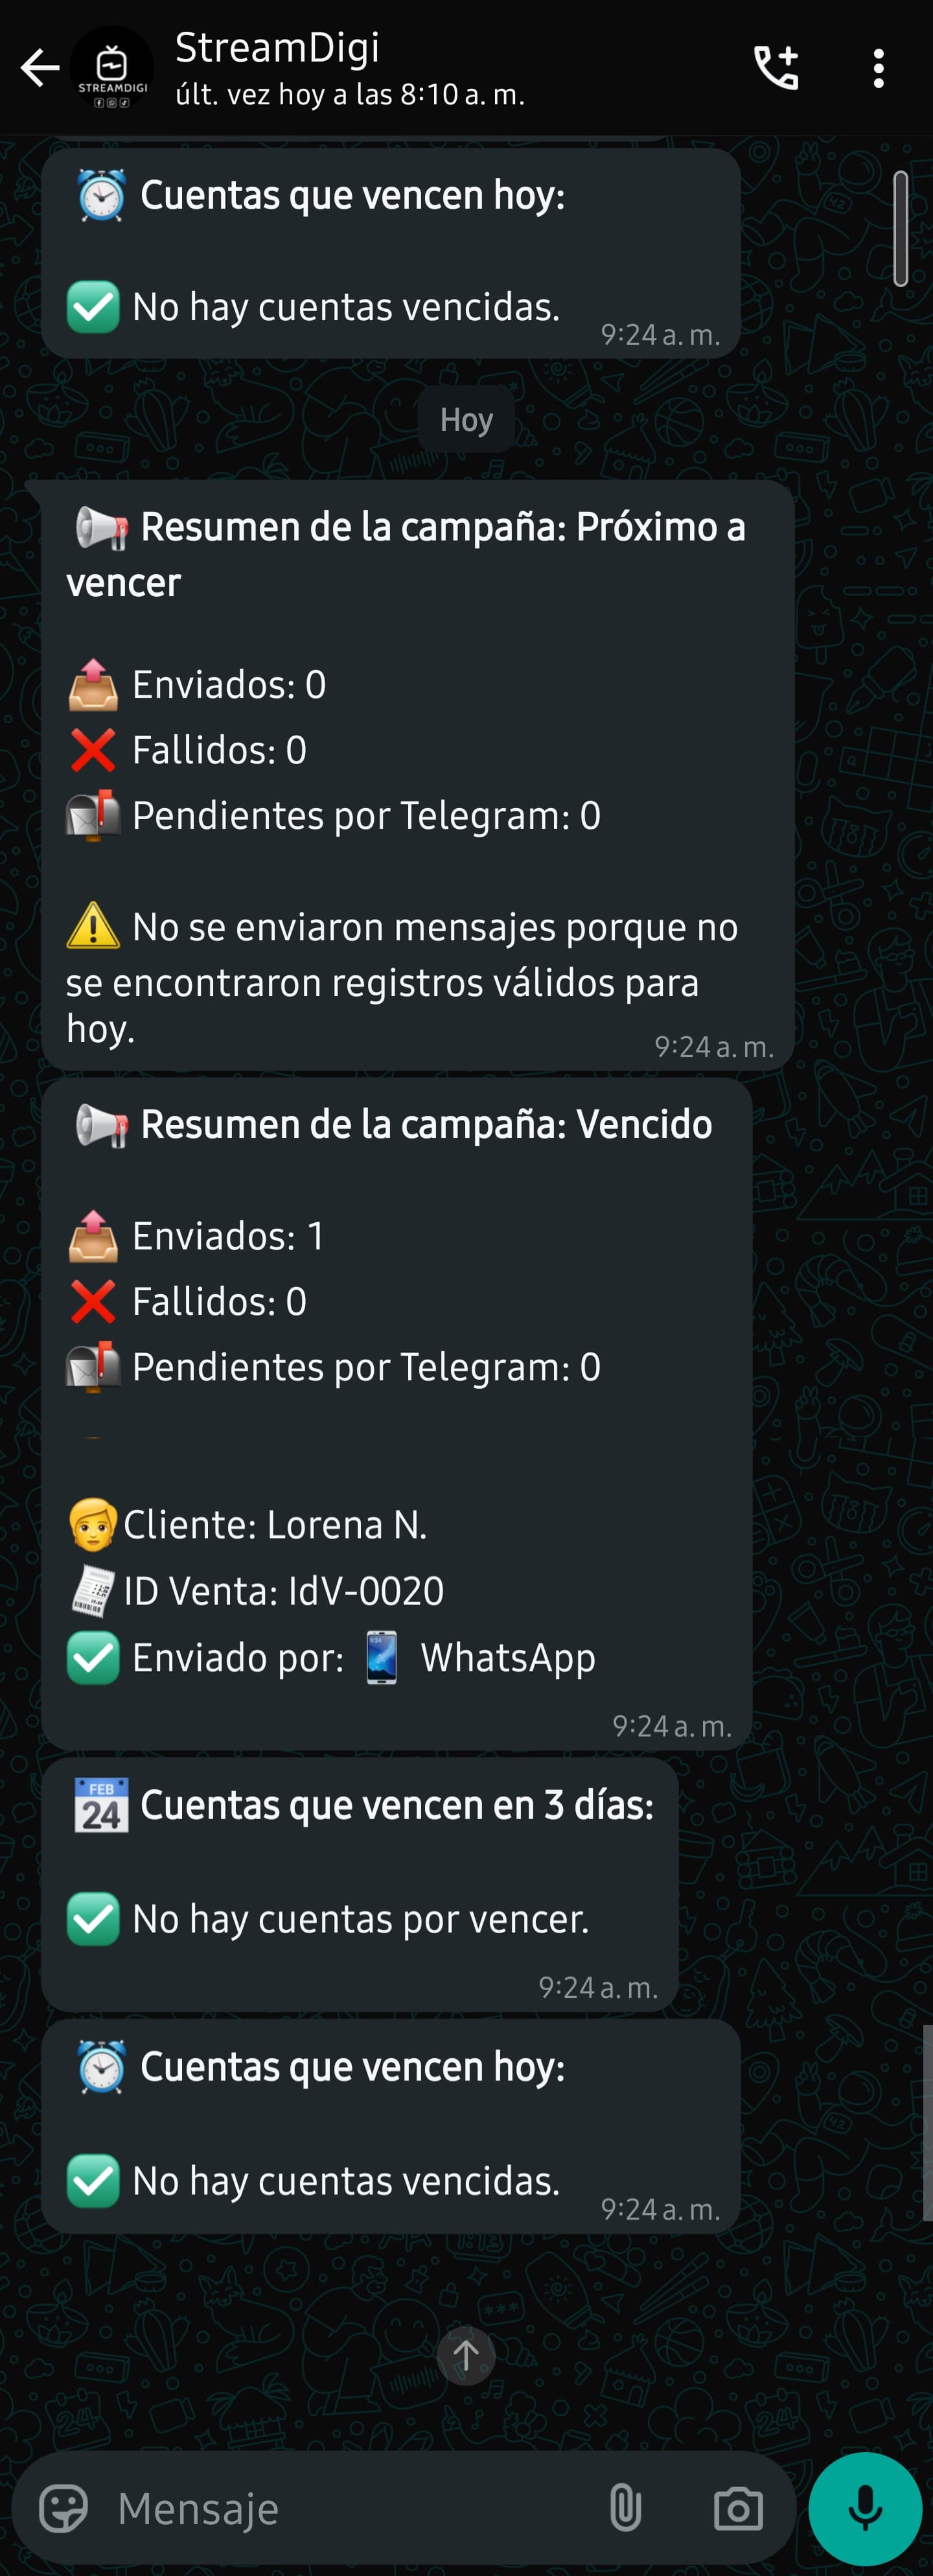 StreamDigi
STREAMDIGI
últ. vez hoy a las 8:10 a. m.
⏰ Cuentas que vencen hoy:
✅ No hay cuentas vencidas.
9:24 a. m.
Hoy
📢 Resumen de la campaña: Próximo a
vencer
📤 Enviados: 0
❌ Fallidos: 0
📬 Pendientes por Telegram: 0
⚠️ No se enviaron mensajes porque no
se encontraron registros válidos para
hoy.
9:24 a. m.
📢 Resumen de la campaña: Vencido
📤 Enviados: 1
❌ Fallidos: 0
📬 Pendientes por Telegram: 0
🧑Cliente: Lorena N.
🧾ID Venta: IdV-0020
✅ Enviado por: 📱 WhatsApp
9:24 a. m.
📆 Cuentas que vencen en 3 días:
✅ No hay cuentas por vencer.
9:24 a. m.
⏰ Cuentas que vencen hoy:
✅ No hay cuentas vencidas.
9:24 a. m.
Mensaje